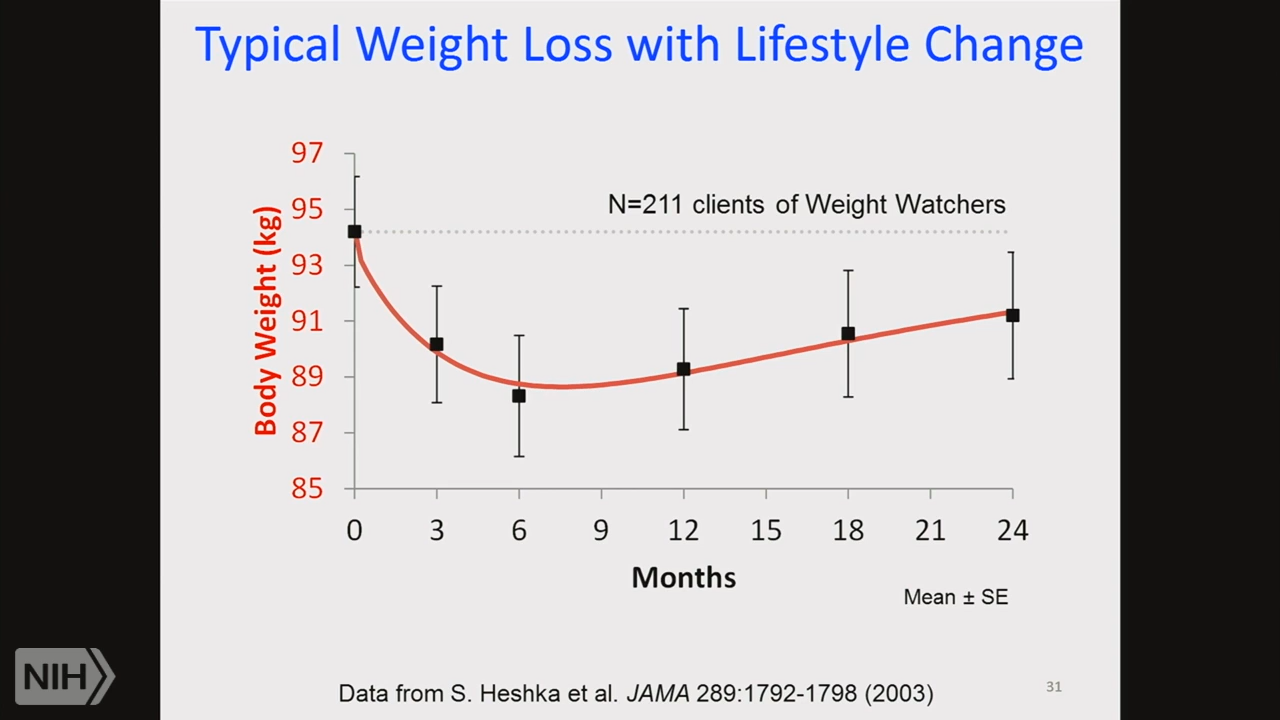 Typical Weight Loss with Lifestyle Change
97
95
93
91
89
87
85
Body Weight (kg)
N=211 clients of Weight Watchers
0 3 6 9 12 15 18 21 24
Months
Mean ± SE
NIH
Data from S. Heshka et al. JAMA 289:1792-1798 (2003)
31